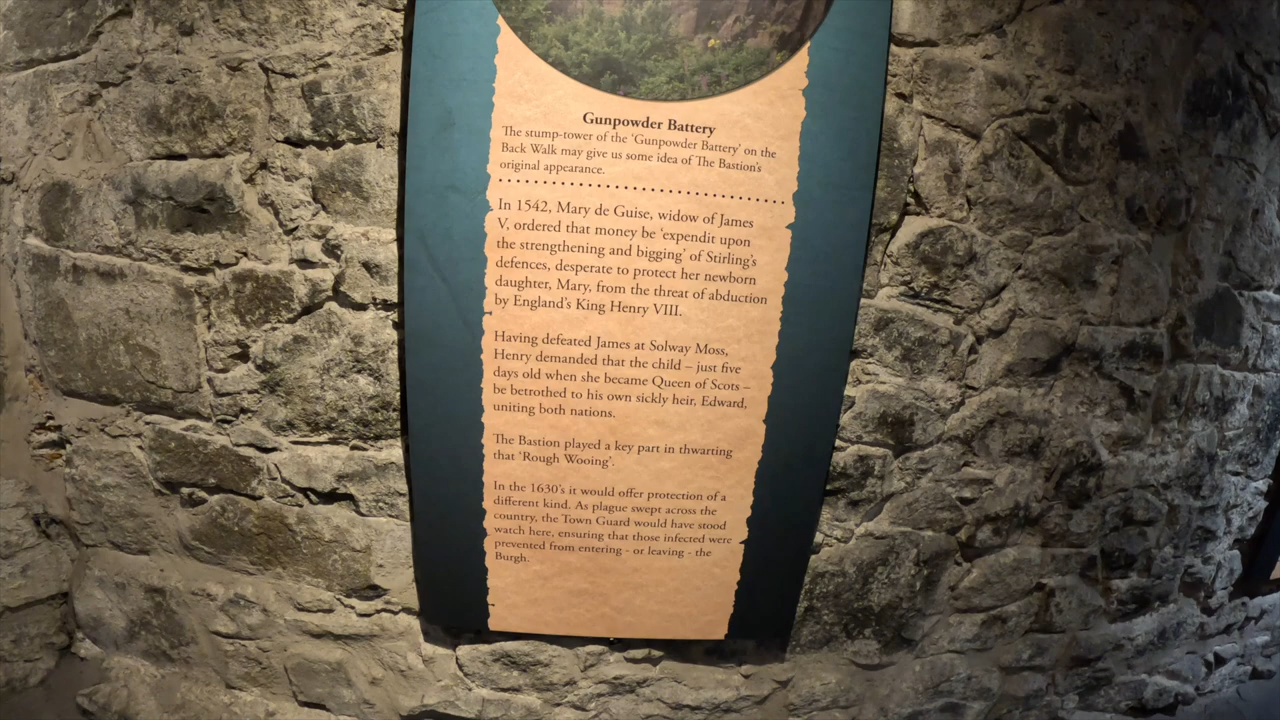 Gunpowder Battery
The stump-tower of the 'Gunpowder Battery' on the
Back Walk may give us some idea of The Bastion's
original appearance.
In 1542, Mary de Guise, widow of James
V, ordered that money be 'expendit upon
the strengthening and bigging' of Stirling's
defences, desperate to protect her newborn
daughter, Mary, from the threat of abduction
by England's King Henry VIII.
Having defeated James at Solway Moss,
Henry demanded that the child – just five
days old when she became Queen of Scots –
be betrothed to his own sickly heir, Edward,
uniting both nations.
The Bastion played a key part in thwarting
that 'Rough Wooing'.
In the 1630's it would offer protection of a
different kind. As plague swept across the
country, the Town Guard would have stood
watch here, ensuring that those infected were
prevented from entering - or leaving - the
Burgh.